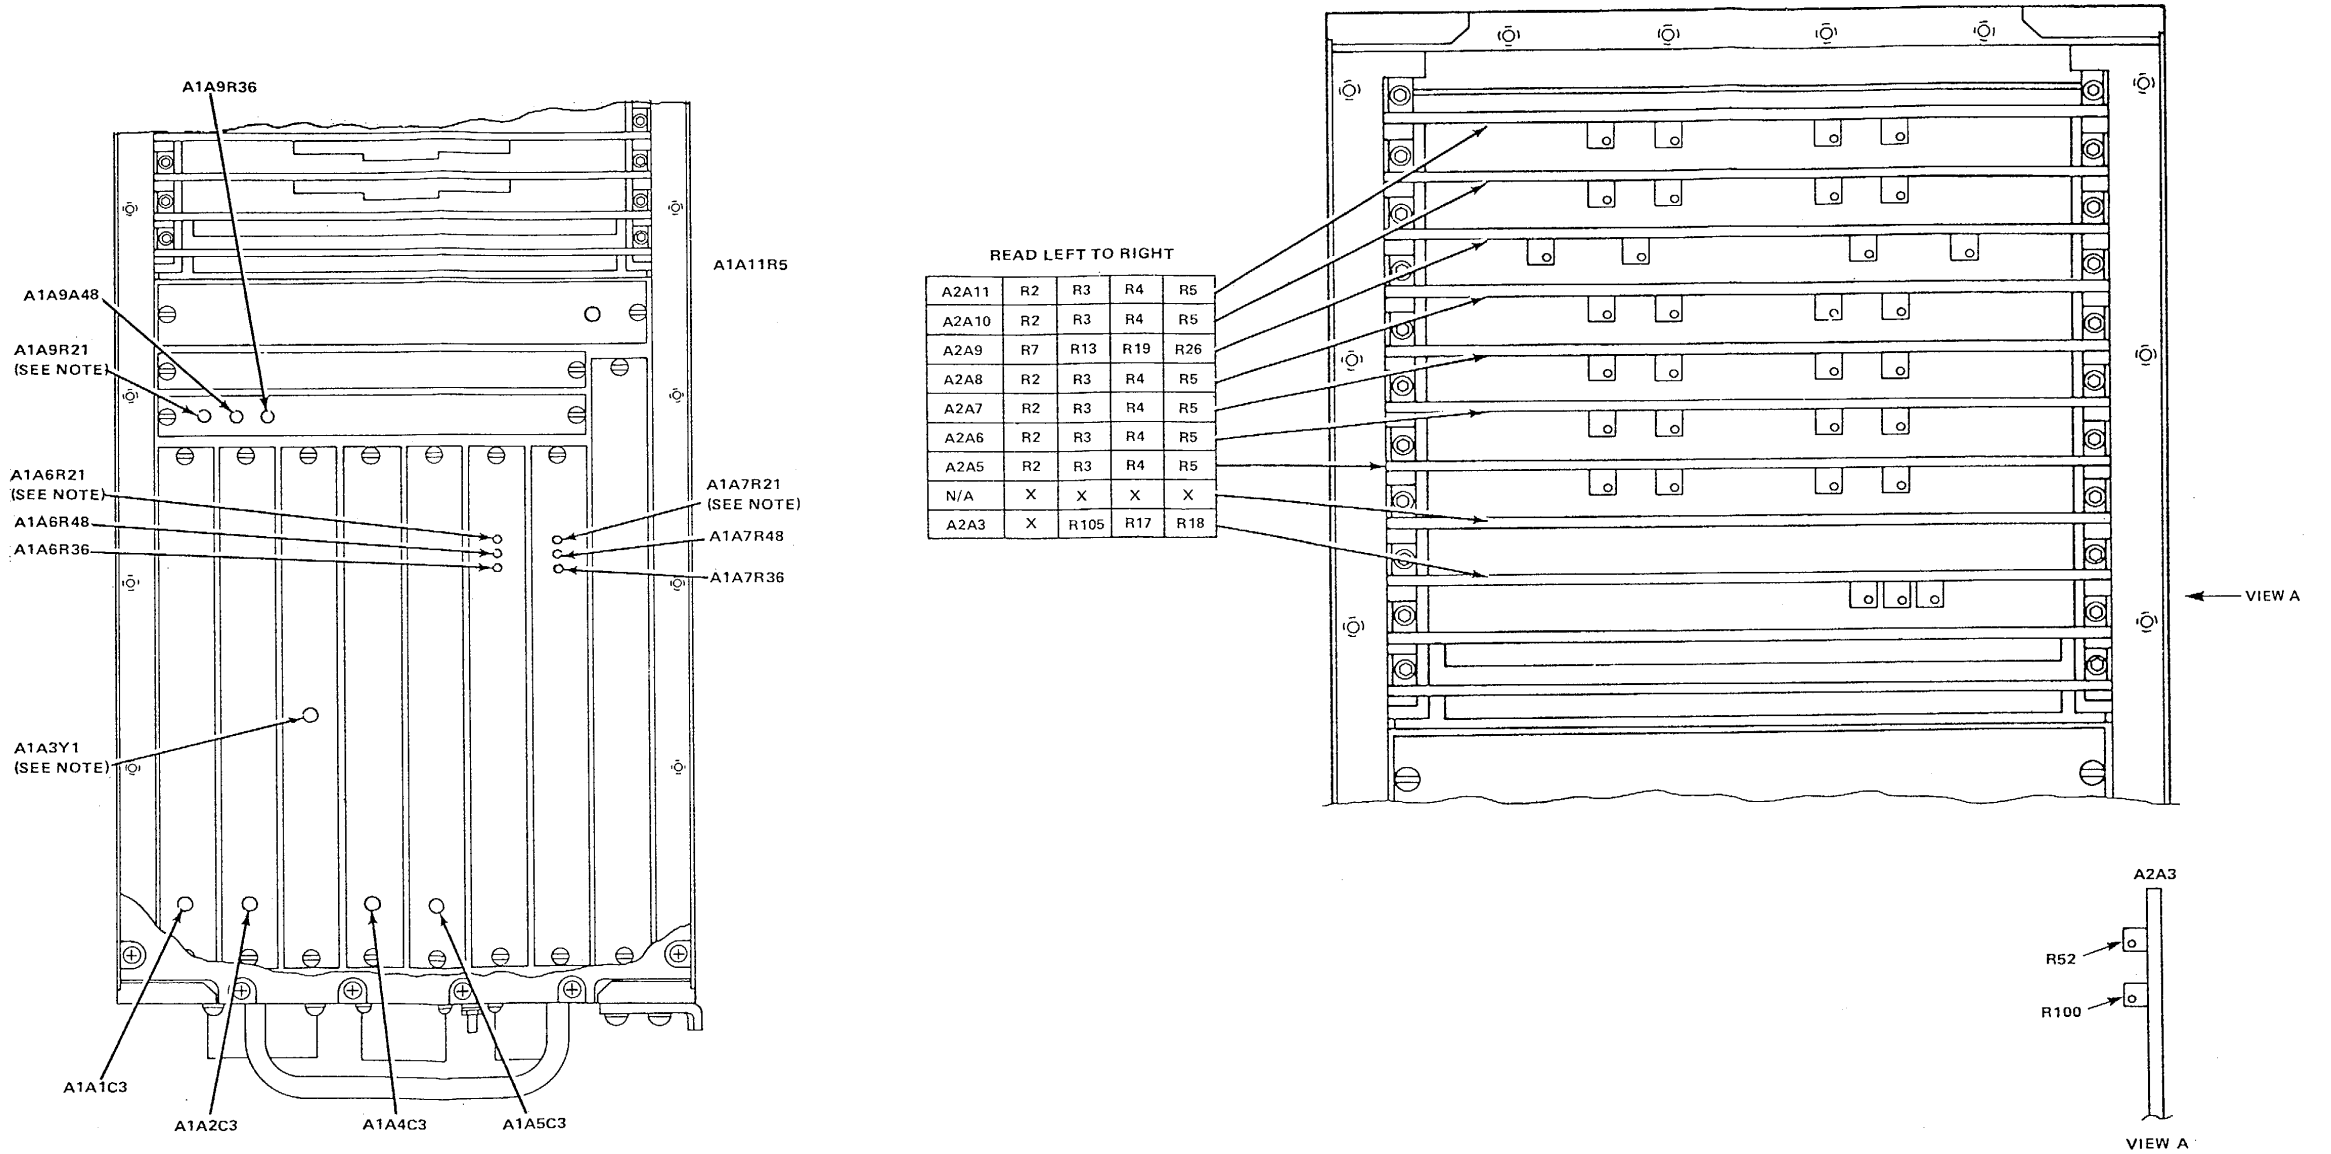 A1A9R36
A1A11R5
A1A9A48
A1A9R21
(SEE NOTE)
A1A6R21
(SEE NOTE)
A1A6R48
A1A6R36
A1A7R21
(SEE NOTE)
A1A7R48
A1A7R36
A1A3Y1
(SEE NOTE)
A1A1C3
A1A2C3
A1A4C3
A1A5C3
READ LEFT TO RIGHT
A2A11 R2 R3 R4 R5
A2A10 R2 R3 R4 R5
A2A9 R7 R13 R19 R26
A2A8 R2 R3 R4 R5
A2A7 R2 R3 R4 R5
A2A6 R2 R3 R4 R5
A2A5 R2 R3 R4 R5
N/A X X X X
A2A3 X R105 R17 R18
VIEW A
A2A3
R52
R100
VIEW A